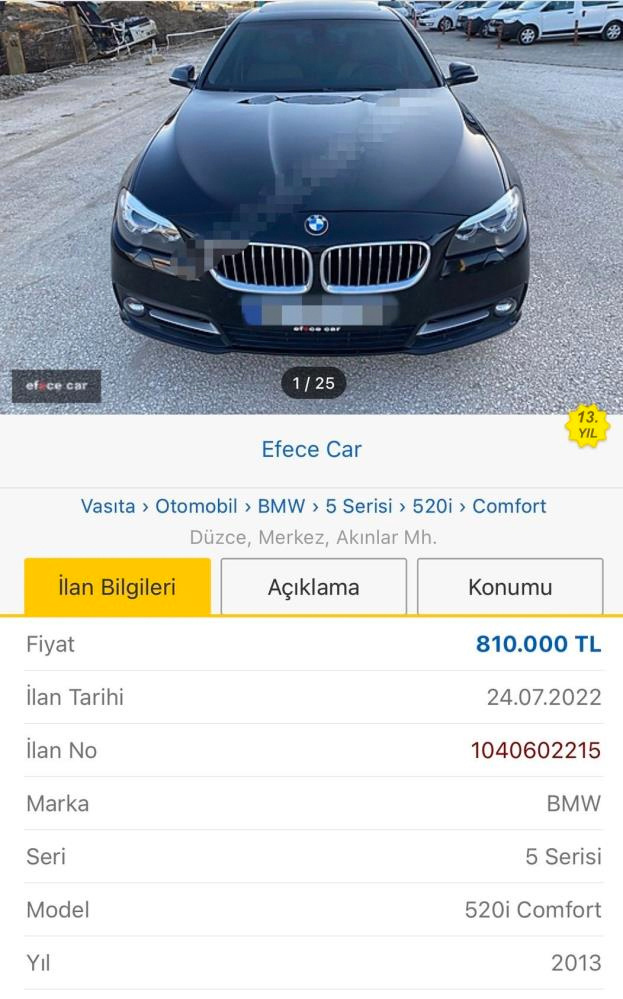 efece car
efece car
1 / 25
13.
YIL
Efece Car
Vasıta › Otomobil › BMW › 5 Serisi › 520i › Comfort
Düzce, Merkez, Akınlar Mh.
İlan Bilgileri
Açıklama
Konumu
Fiyat 810.000 TL
İlan Tarihi 24.07.2022
İlan No 1040602215
Marka BMW
Seri 5 Serisi
Model 520i Comfort
Yıl 2013